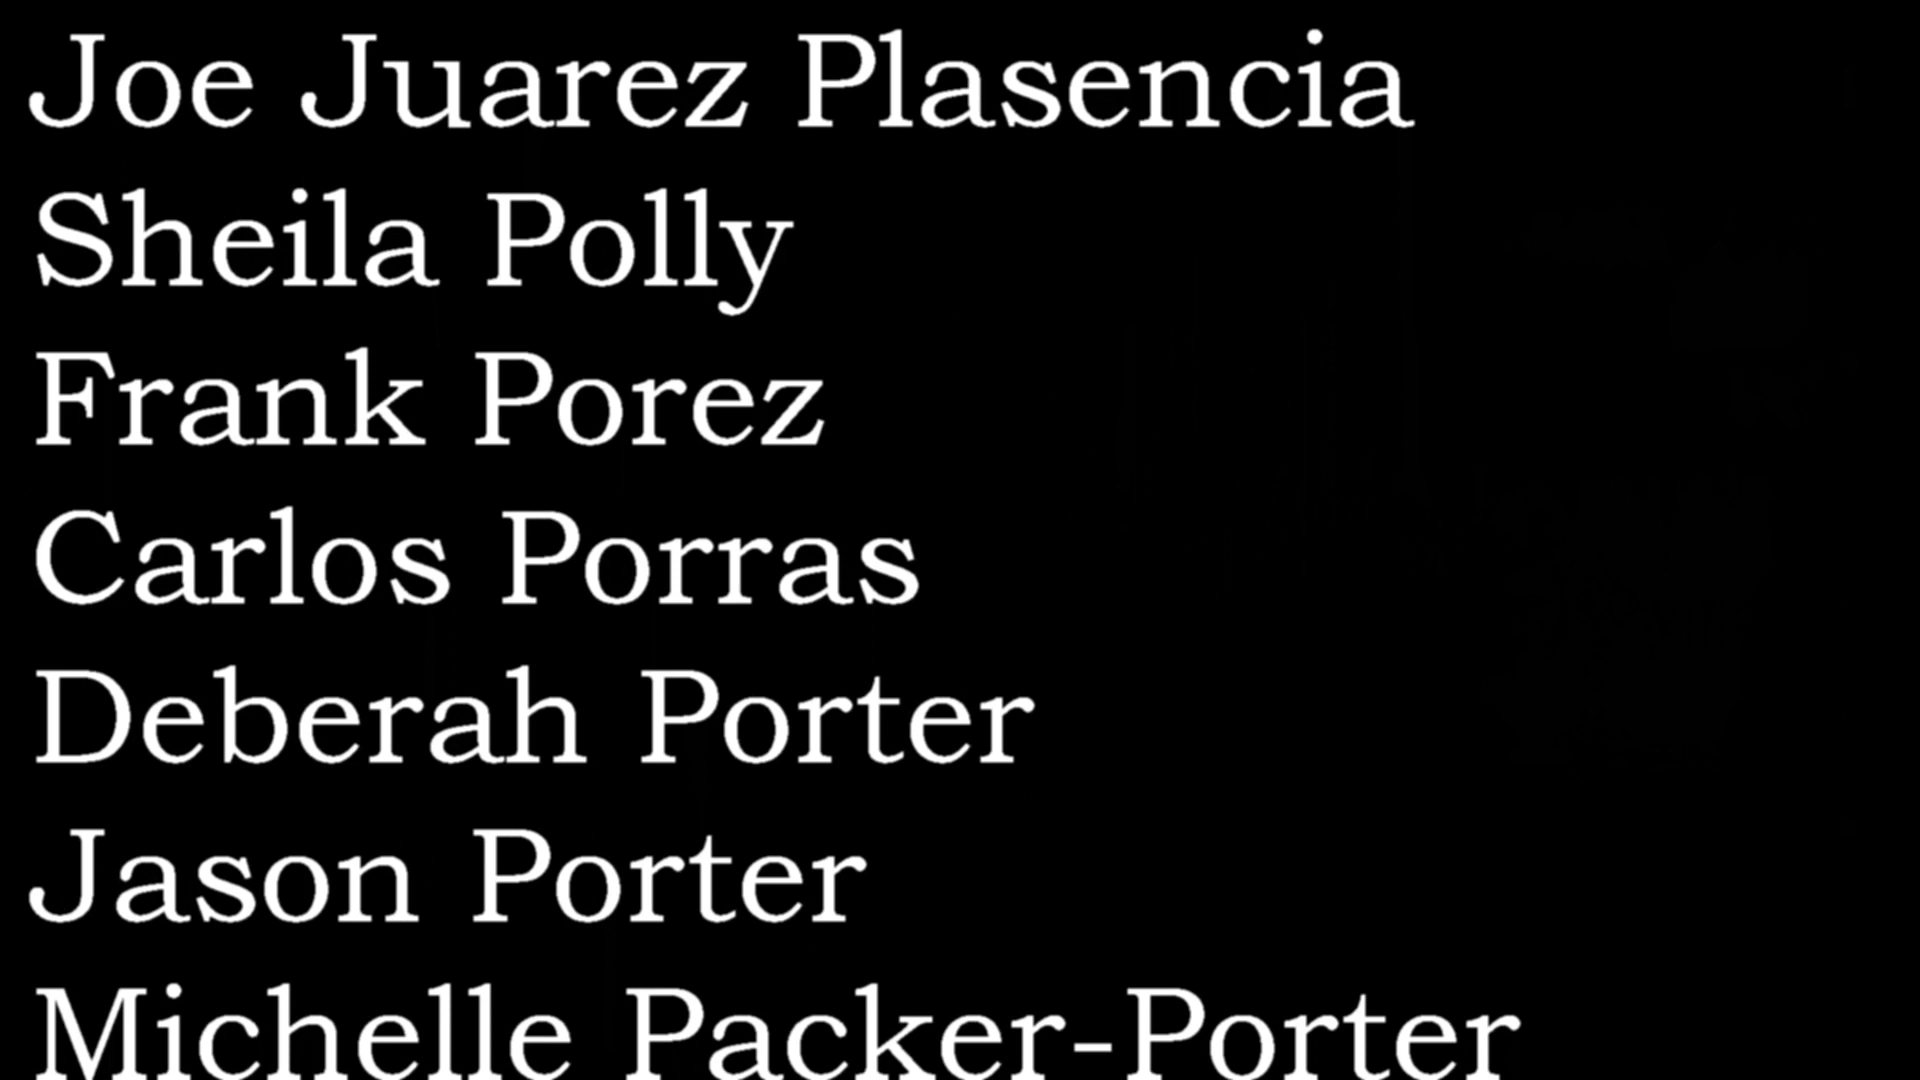 Joe Juarez Plasencia
Sheila Polly
Frank Porez
Carlos Porras
Deberah Porter
Jason Porter
Michelle Packer-Porter